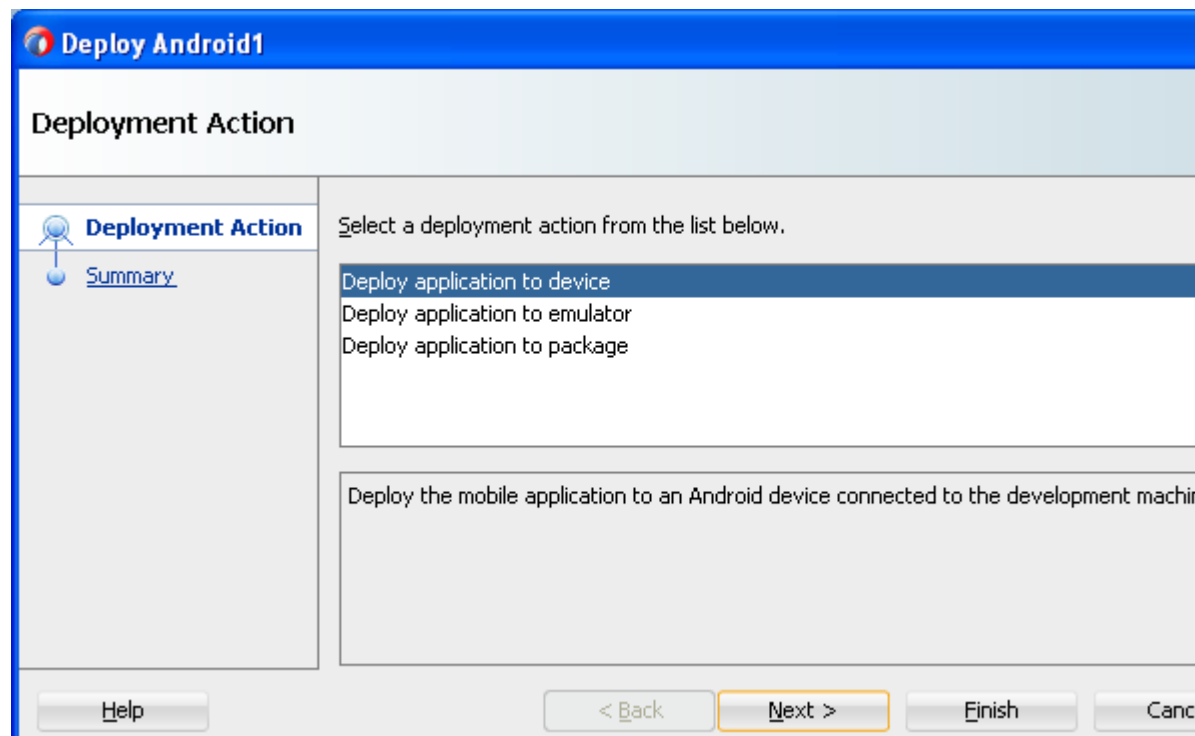 Deploy Android1
Deployment Action
Deployment Action
Summary
Select a deployment action from the list below.
Deploy application to device
Deploy application to emulator
Deploy application to package
Deploy the mobile application to an Android device connected to the development machin
Help
< Back
Next >
Finish
Canc